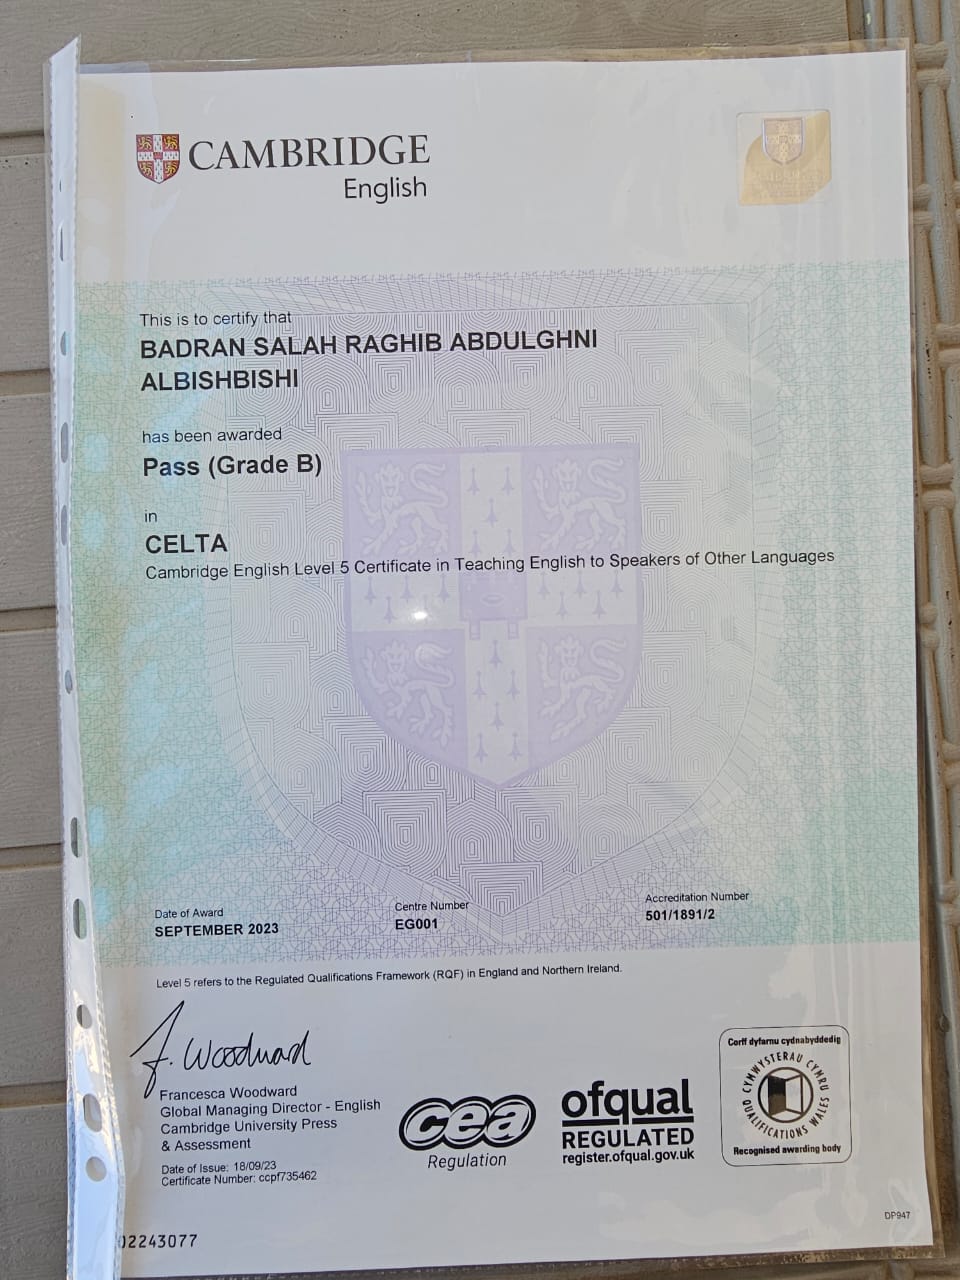 CAMBRIDGE
English
This is to certify that
BADRAN SALAH RAGHIB ABDULGHNI
ALBISHBISHI
has been awarded
Pass (Grade B)
in
CELTA
Cambridge English Level 5 Certificate in Teaching English to Speakers of Other Languages
Date of Award
SEPTEMBER 2023
Centre Number
EG001
Accreditation Number
501/1891/2
Level 5 refers to the Regulated Qualifications Framework (RQF) in England and Northern Ireland.
F. Woodward
Francesca Woodward
Global Managing Director - English
Cambridge University Press
& Assessment
Date of Issue: 18/09/23
Certificate Number: ccpf735462
cea
Regulation
ofqual
REGULATED
register.ofqual.gov.uk
Corff dyfarnu cydnabyddedig
CYMWYSTERAU CYMRU
QUALIFICATIONS WALES
Recognised awarding body
DP947
02243077